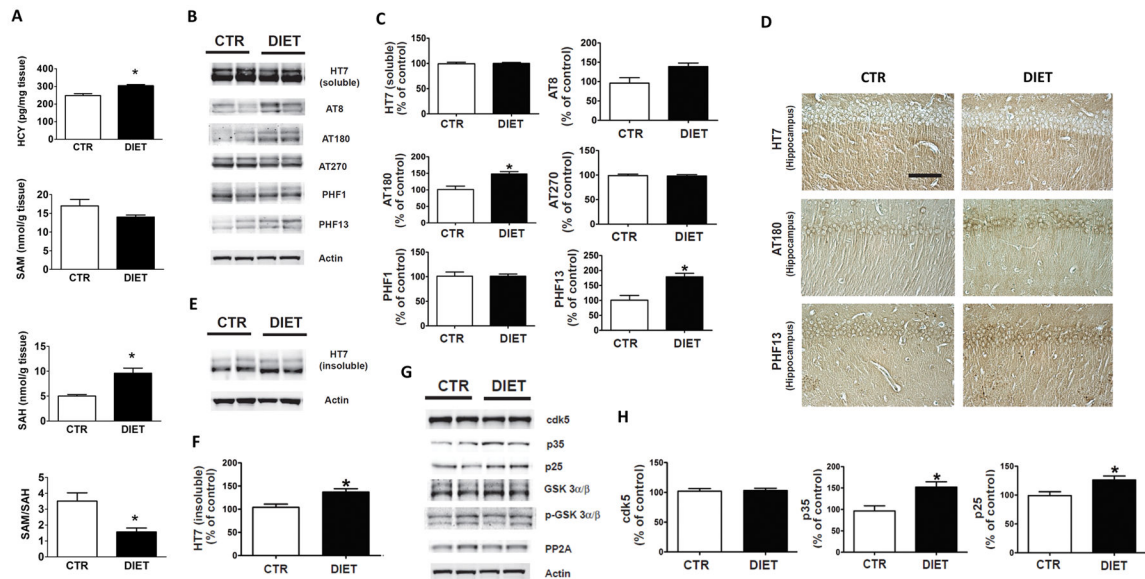 A
HCY (pg/mg tissue)
400
300
200
100
0
*
CTR DIET
SAM (nmol/g tissue)
20
15
10
5
0
CTR DIET
SAH (nmol/g tissue)
15
10
5
0
*
CTR DIET
SAM/SAH
5
4
3
2
1
0
*
CTR DIET
B
CTR DIET
HT7
(soluble)
AT8
AT180
AT270
PHF1
PHF13
Actin
C
HT7 (soluble)
(% of control)
150
100
50
0
CTR DIET
AT8
(% of control)
200
150
100
50
0
CTR DIET
AT180
(% of control)
200
150
100
50
0
*
CTR DIET
AT270
(% of control)
150
100
50
0
CTR DIET
PHF1
(% of control)
150
100
50
0
CTR DIET
PHF13
(% of control)
200
150
100
50
0
*
CTR DIET
D
CTR DIET
HT7
(Hippocampus)
AT180
(Hippocampus)
PHF13
(Hippocampus)
E
CTR DIET
HT7
(insoluble)
Actin
F
HT7 (insoluble)
(% of control)
200
150
100
50
0
*
CTR DIET
G
CTR DIET
cdk5
p35
p25
GSK 3α/β
p-GSK 3α/β
PP2A
Actin
H
cdk5
(% of control)
150
100
50
0
CTR DIET
p35
(% of control)
200
150
100
50
0
*
CTR DIET
p25
(% of control)
150
100
50
0
*
CTR DIET